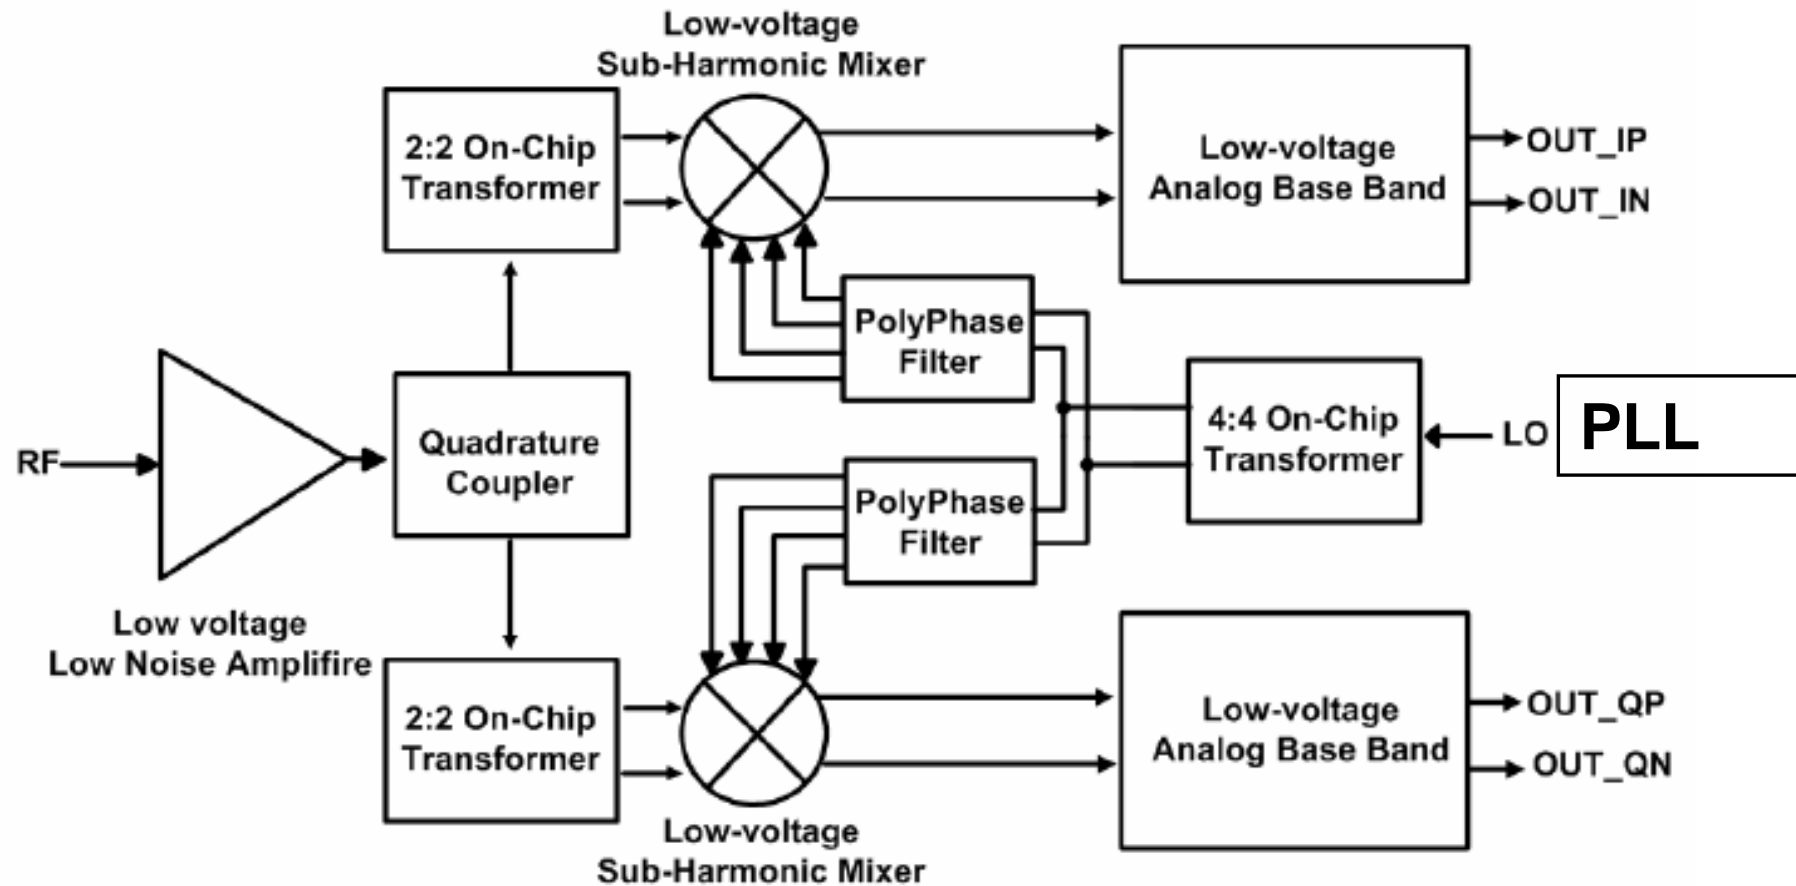 Low-voltage
Sub-Harmonic Mixer
2:2 On-Chip
Transformer
Low-voltage
Analog Base Band
OUT_IP
OUT_IN
PolyPhase
Filter
RF
Quadrature
Coupler
4:4 On-Chip
Transformer
LO
PLL
PolyPhase
Filter
Low voltage
Low Noise Amplifire
2:2 On-Chip
Transformer
Low-voltage
Analog Base Band
OUT_QP
OUT_QN
Low-voltage
Sub-Harmonic Mixer